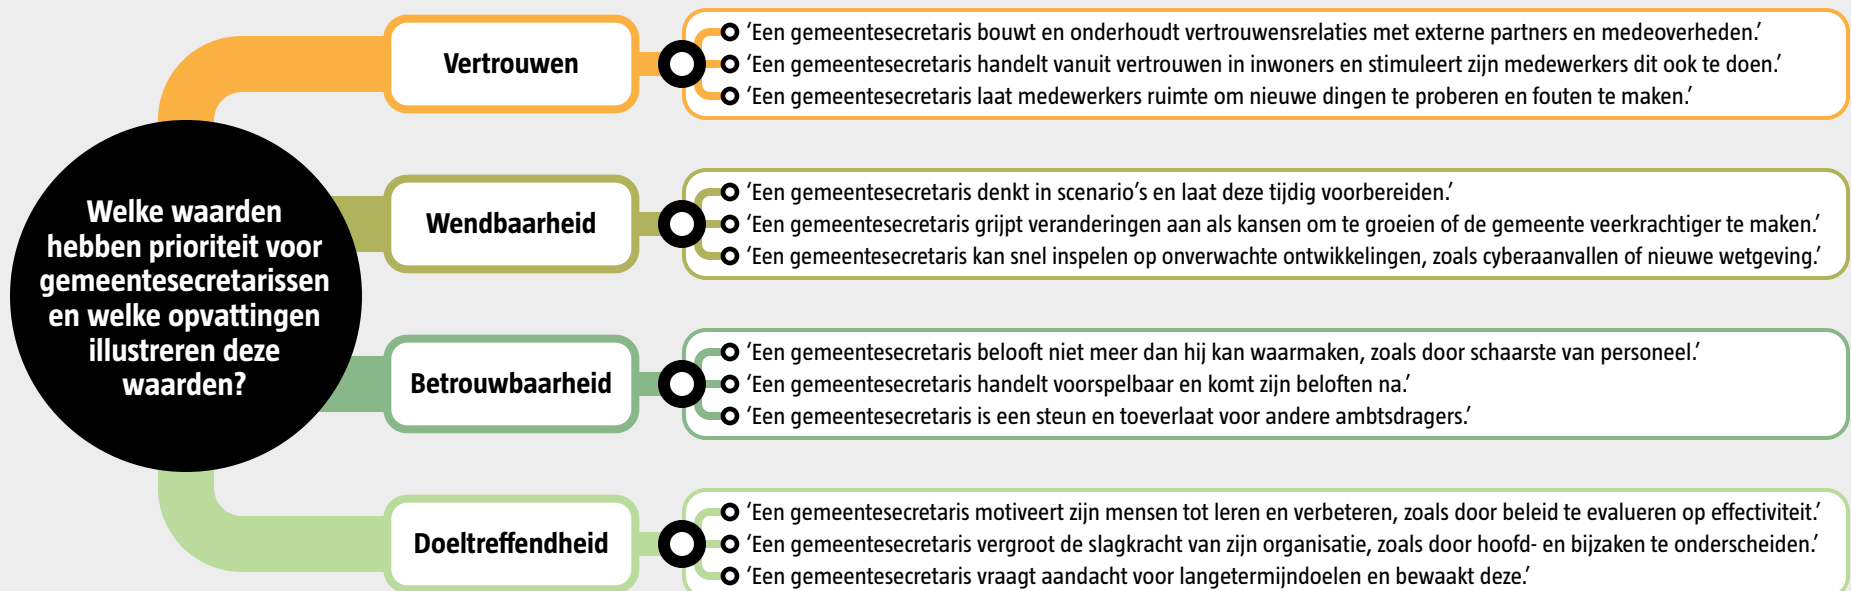 Welke waarden
hebben prioriteit voor
gemeentesecretarissen
en welke opvattingen
illustreren deze
waarden?
Vertrouwen
‘Een gemeentesecretaris bouwt en onderhoudt vertrouwensrelaties met externe partners en medeoverheden.’
‘Een gemeentesecretaris handelt vanuit vertrouwen in inwoners en stimuleert zijn medewerkers dit ook te doen.’
‘Een gemeentesecretaris laat medewerkers ruimte om nieuwe dingen te proberen en fouten te maken.’
Wendbaarheid
‘Een gemeentesecretaris denkt in scenario’s en laat deze tijdig voorbereiden.’
‘Een gemeentesecretaris grijpt veranderingen aan als kansen om te groeien of de gemeente veerkrachtiger te maken.’
‘Een gemeentesecretaris kan snel inspelen op onverwachte ontwikkelingen, zoals cyberaanvallen of nieuwe wetgeving.’
Betrouwbaarheid
‘Een gemeentesecretaris belooft niet meer dan hij kan waarmaken, zoals door schaarste van personeel.’
‘Een gemeentesecretaris handelt voorspelbaar en komt zijn beloften na.’
‘Een gemeentesecretaris is een steun en toeverlaat voor andere ambtsdragers.’
Doeltreffendheid
‘Een gemeentesecretaris motiveert zijn mensen tot leren en verbeteren, zoals door beleid te evalueren op effectiviteit.’
‘Een gemeentesecretaris vergroot de slagkracht van zijn organisatie, zoals door hoofd- en bijzaken te onderscheiden.’
‘Een gemeentesecretaris vraagt aandacht voor langetermijndoelen en bewaakt deze.’